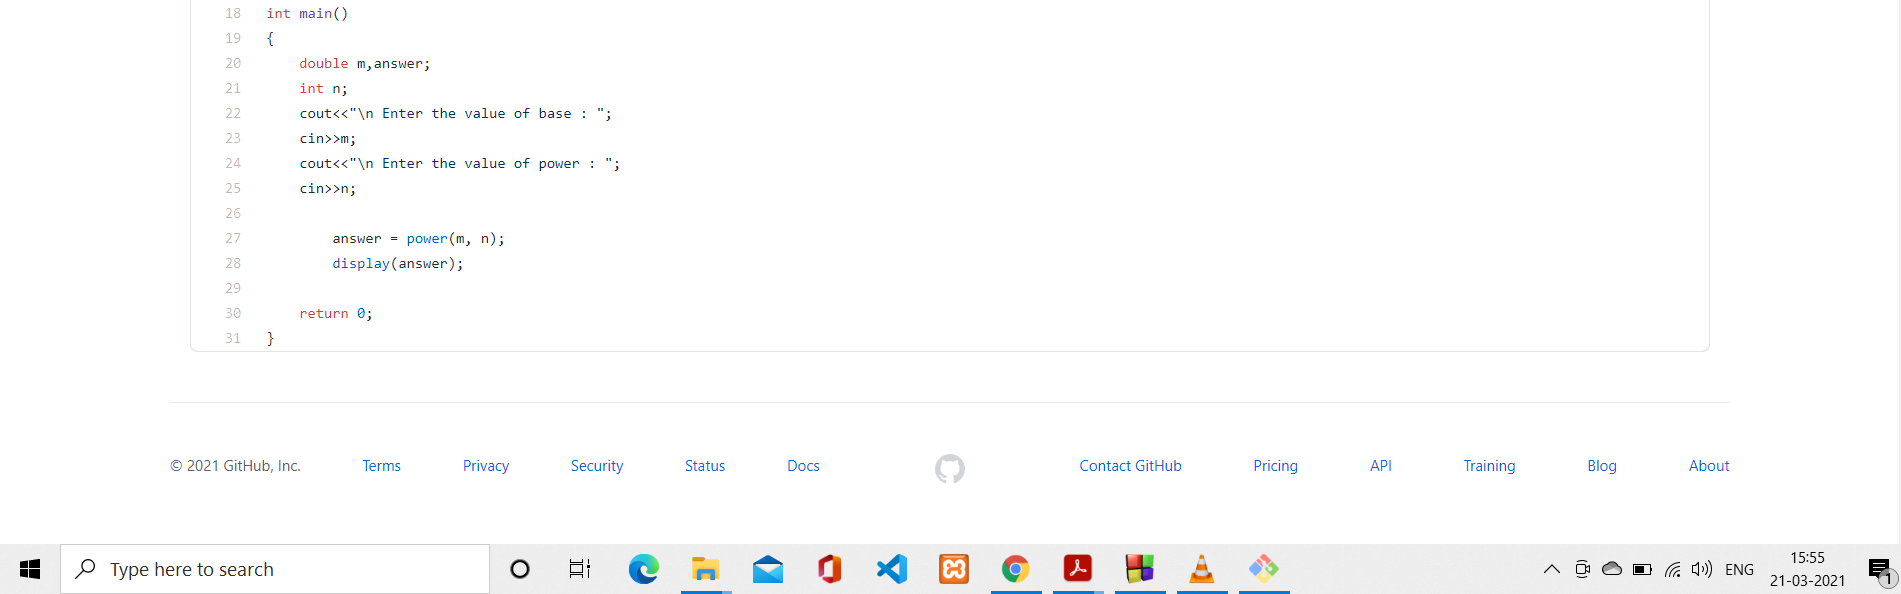 18 int main()
19 {
20 double m,answer;
21 int n;
22 cout<<"\n Enter the value of base : ";
23 cin>>m;
24 cout<<"\n Enter the value of power : ";
25 cin>>n;
26
27 answer = power(m, n);
28 display(answer);
29
30 return 0;
31 }
© 2021 GitHub, Inc. Terms Privacy Security Status Docs Contact GitHub Pricing API Training Blog About
Type here to search ENG 15:55
21-03-2021 1